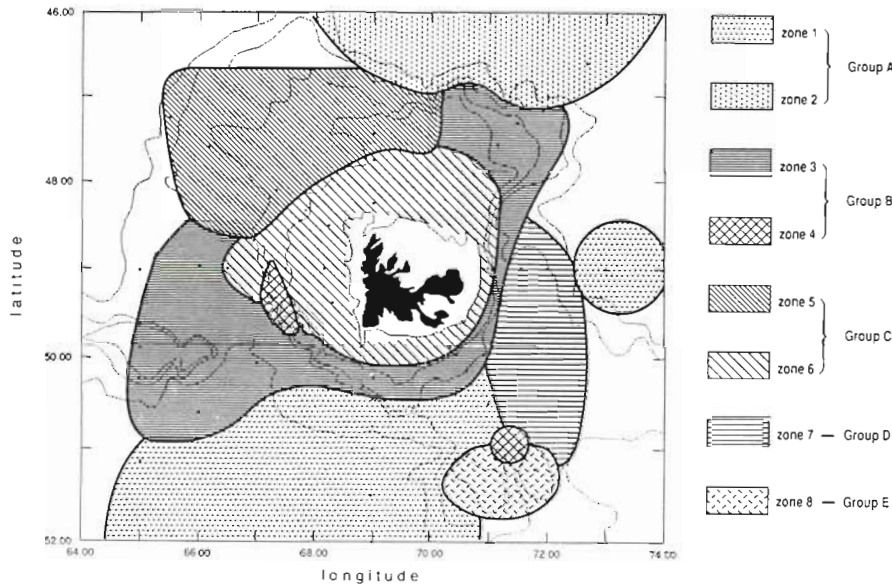 46.00
48.00
50.00
52.00
latitude
64.00
66.00
68.00
70.00
72.00
74.00
longitude
zone 1
zone 2
Group A
zone 3
zone 4
Group B
zone 5
zone 6
Group C
zone 7 — Group D
zone 8 — Group E